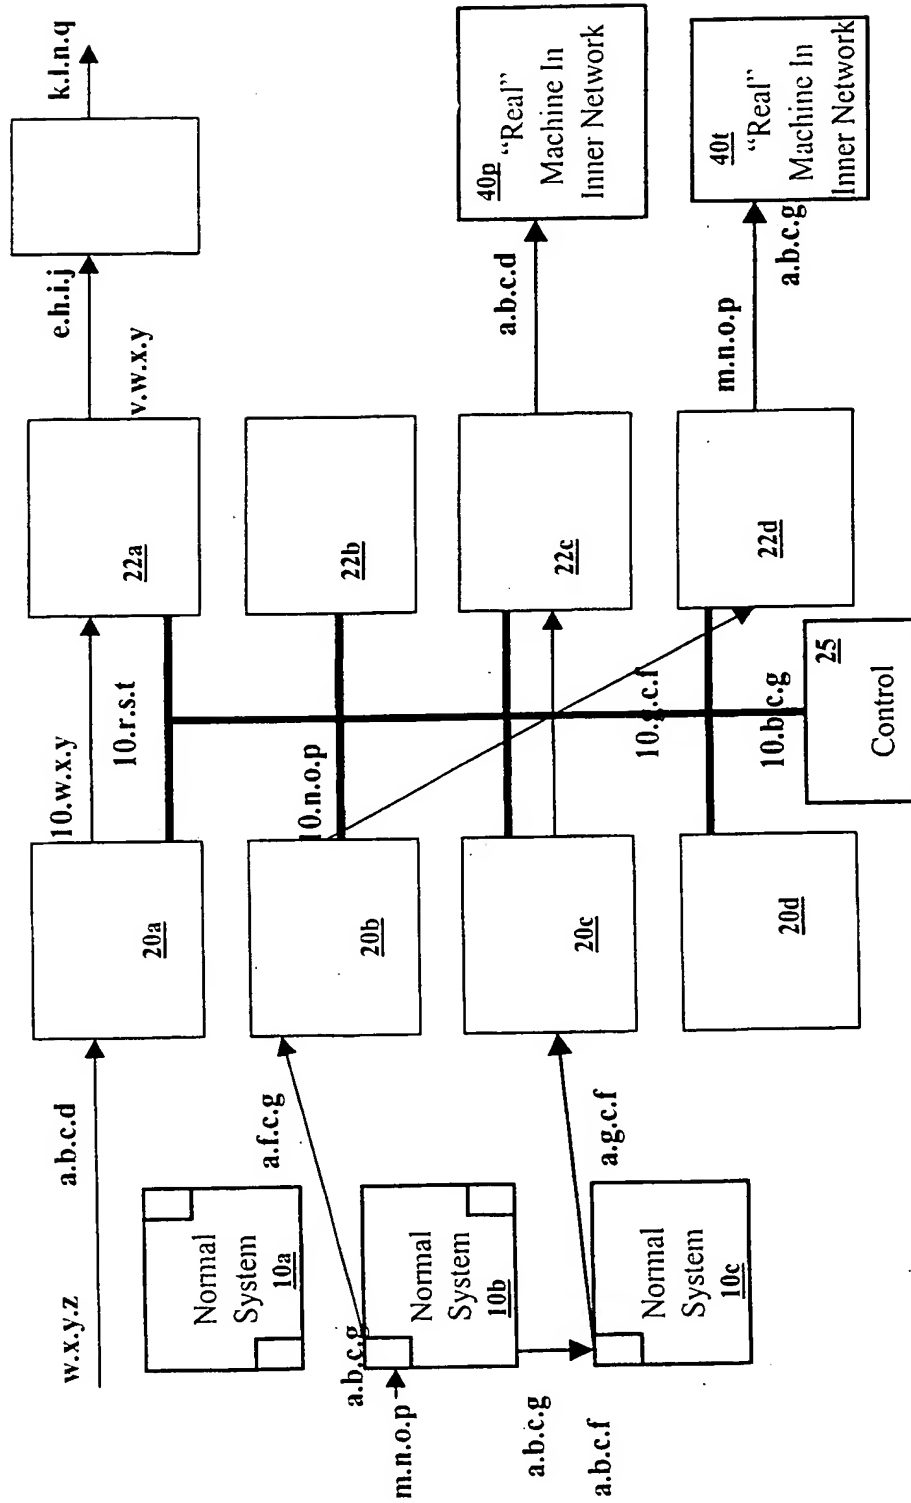 w.x.y.z
a.b.c.d
10.w.x.y
10.r.s.t
e.h.i.j
v.w.x.y
k.l.n.q
20a
22a
Normal
System
10a
a.f.c.g
20b
10.n.o.p
22b
a.b.c.g
m.n.o.p
Normal
System
10b
a.b.c.g
a.b.c.f
Normal
System
10c
a.g.c.f
20c
22c
a.b.c.d
40p
“Real”
Machine In
Inner Network
20d
10.g.c.f
10.b.c.g
22d
m.n.o.p
a.b.c.g
40t
“Real”
Machine In
Inner Network
25
Control